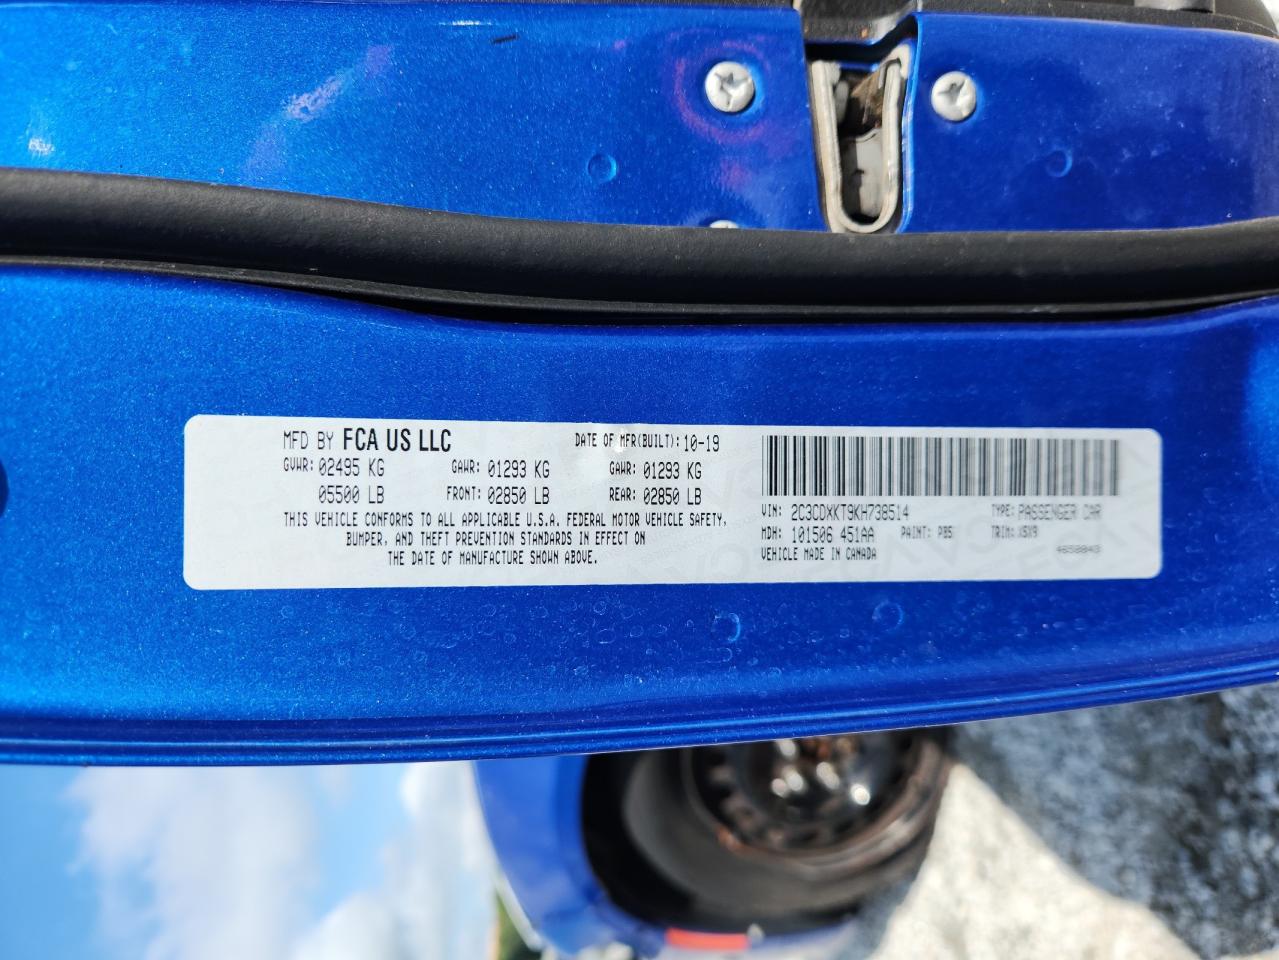 MFD BY FCA US LLC DATE OF MFR(BUILT): 10-19
GVWR: 02495 KG GAWR: 01293 KG GAWR: 01293 KG
05500 LB FRONT: 02850 LB REAR: 02850 LB
THIS VEHICLE CONFORMS TO ALL APPLICABLE U.S.A. FEDERAL MOTOR VEHICLE SAFETY,
BUMPER, AND THEFT PREVENTION STANDARDS IN EFFECT ON
THE DATE OF MANUFACTURE SHOWN ABOVE.
VIN: 2C3CDXKT9KH738514 TYPE: PASSENGER CAR
MDH: 101506 451AA PAINT: PB5 TRIM: X5X9
VEHICLE MADE IN CANADA